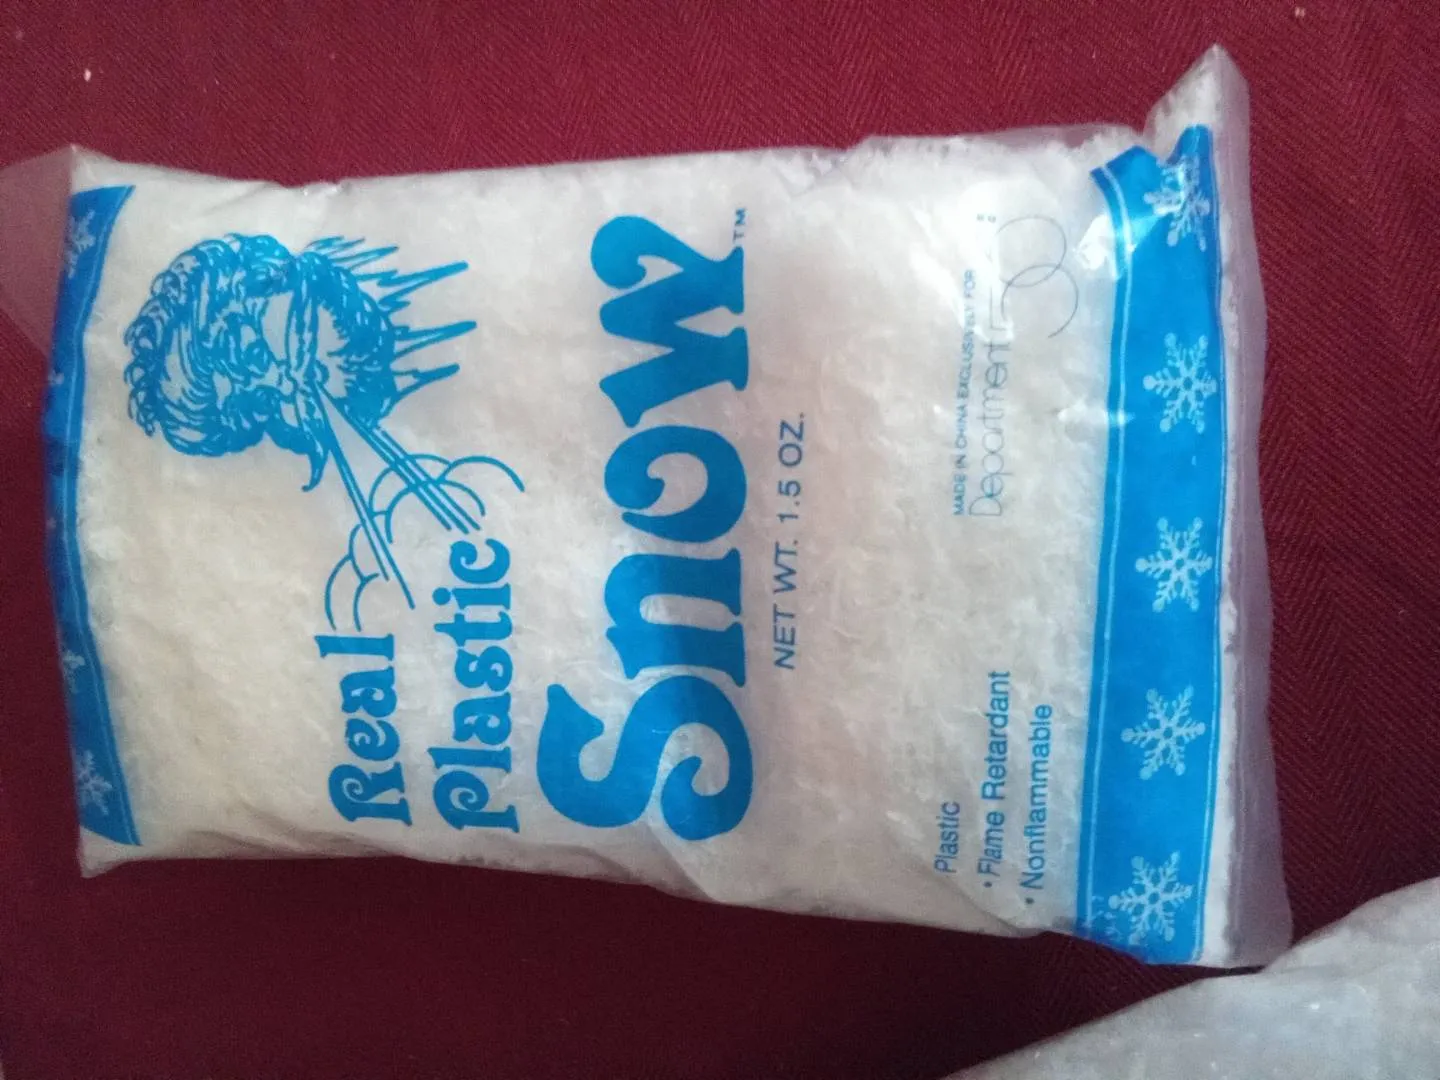 Real
Plastic
Snow™
NET WT. 1.5 OZ.
MADE IN CHINA EXCLUSIVELY FOR
Department 56
Plastic
• Flame Retardant
• Nonflammable